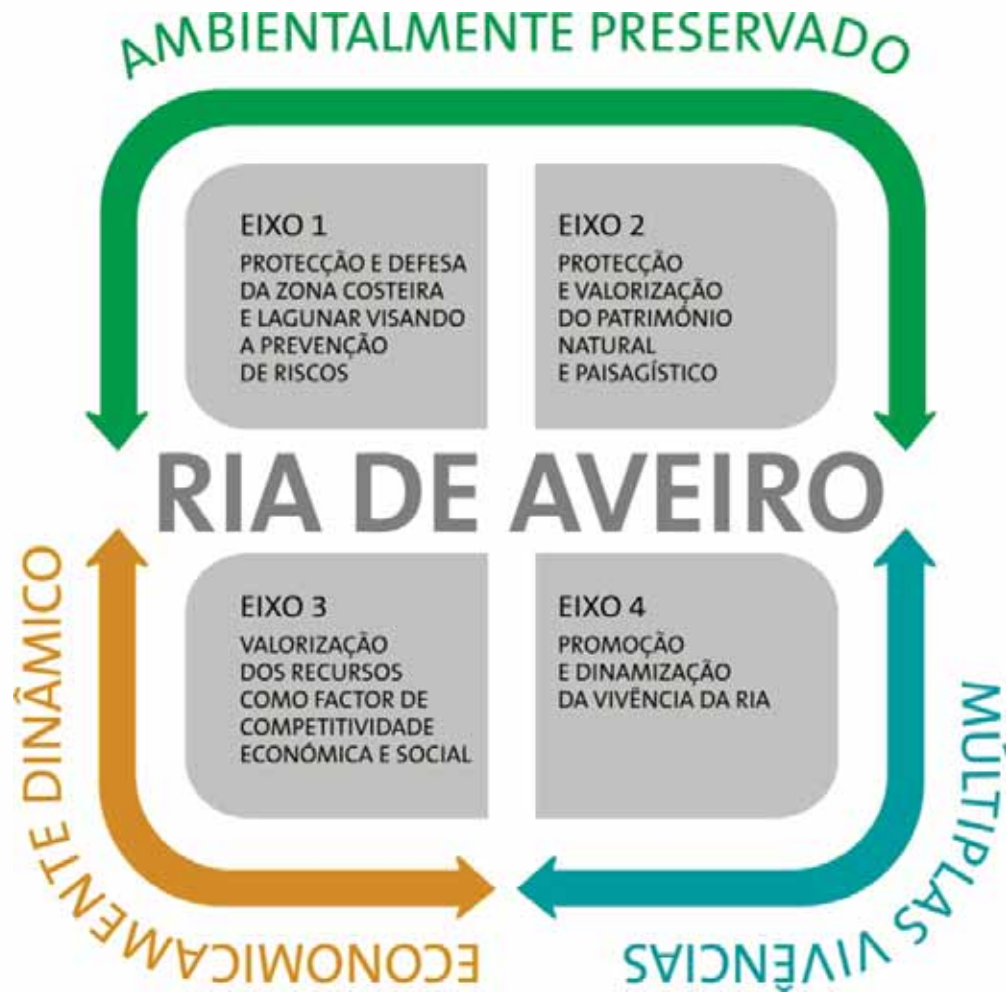 AMBIENTALMENTE PRESERVADO
EIXO 1
PROTECÇÃO E DEFESA
DA ZONA COSTEIRA
E LAGUNAR VISANDO
A PREVENÇÃO
DE RISCOS
EIXO 2
PROTECÇÃO
E VALORIZAÇÃO
DO PATRIMÓNIO
NATURAL
E PAISAGÍSTICO
RIA DE AVEIRO
EIXO 3
VALORIZAÇÃO
DOS RECURSOS
COMO FACTOR DE
COMPETITIVIDADE
ECONÓMICA E SOCIAL
EIXO 4
PROMOÇÃO
E DINAMIZAÇÃO
DA VIVÊNCIA DA RIA
ECONOMICAMENTE DINÂMICO
MÚLTIPLAS VIVÊNCIAS